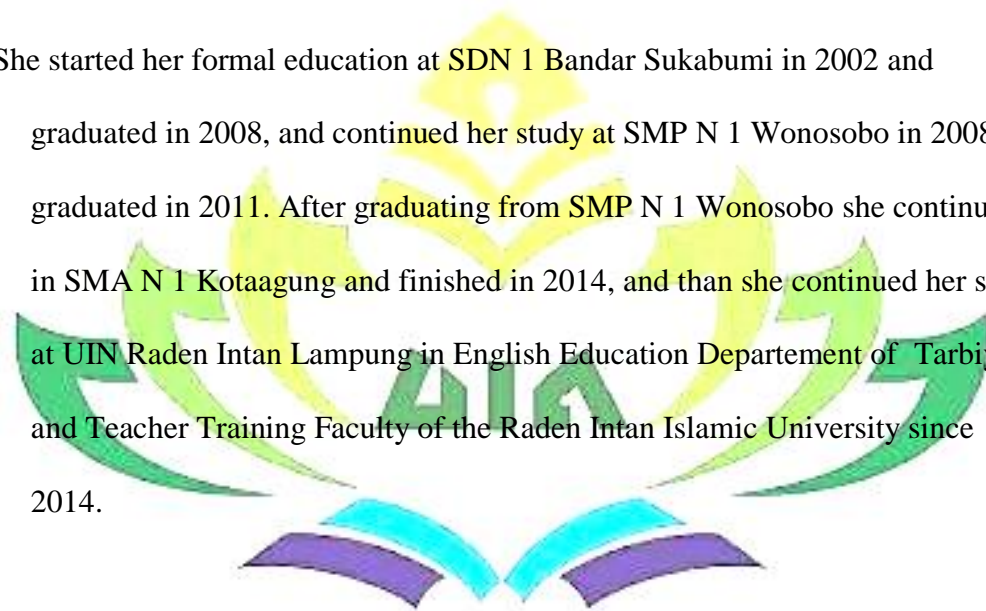 She started her formal education at SDN 1 Bandar Sukabumi in 2002 and
graduated in 2008, and continued her study at SMP N 1 Wonosobo in 2008
graduated in 2011. After graduating from SMP N 1 Wonosobo she continu
in SMA N 1 Kotaagung and finished in 2014, and than she continued her s
at UIN Raden Intan Lampung in English Education Departement of Tarbiy
and Teacher Training Faculty of the Raden Intan Islamic University since
2014.